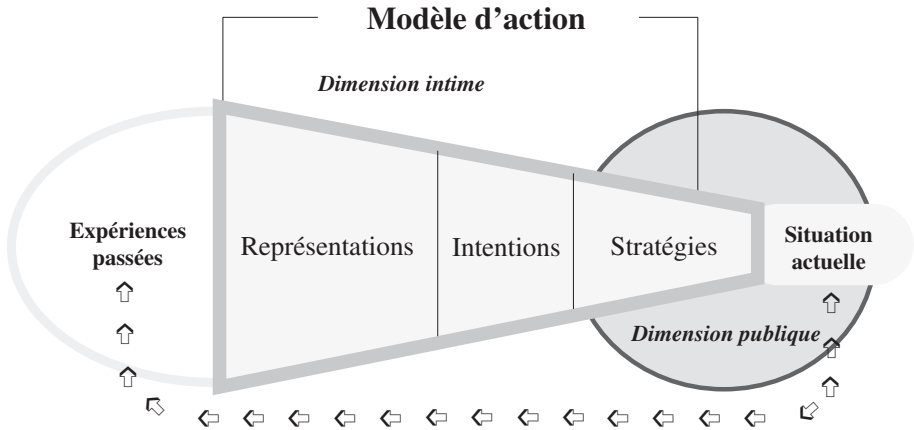 Modèle d’action
Dimension intime
Expériences
passées
Représentations
Intentions
Stratégies
Situation
actuelle
Dimension publique